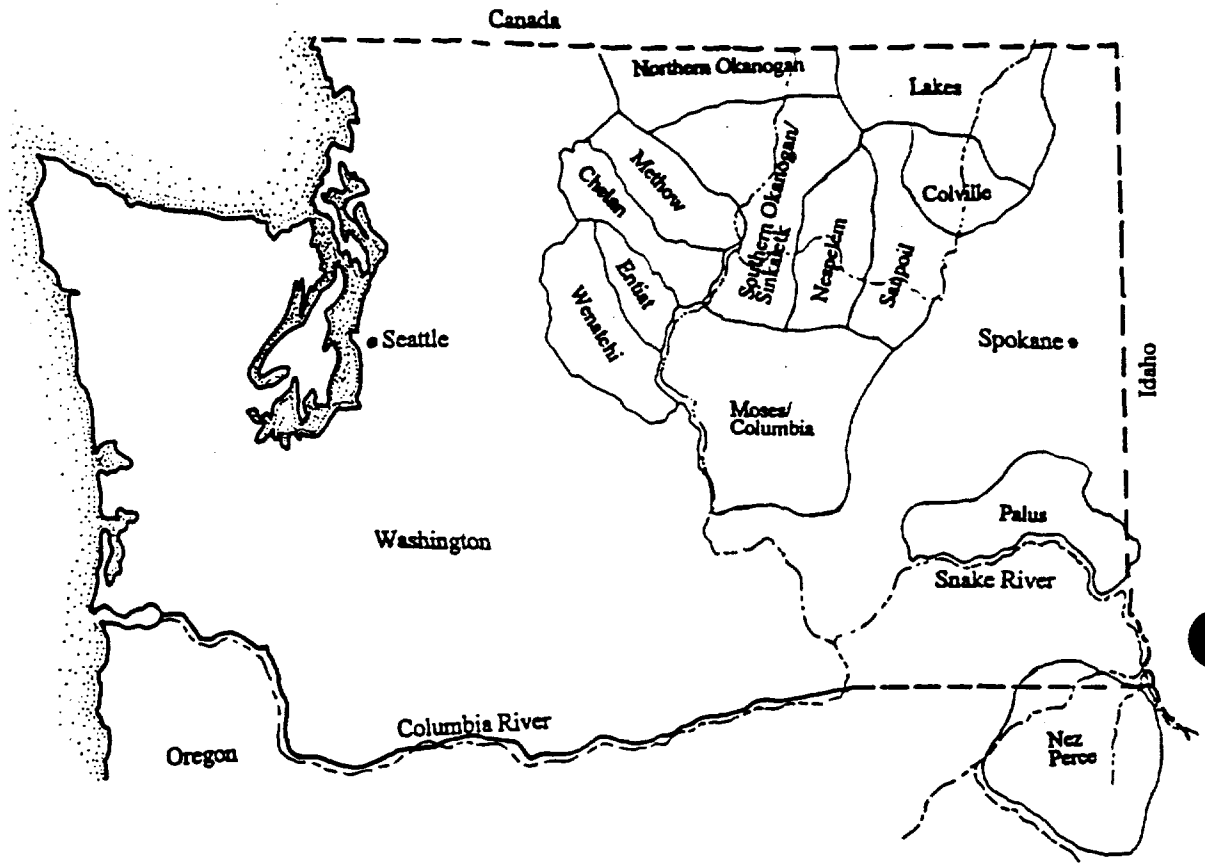 Canada
Northern Okanogan
Lakes
Methow
Chelan
Colville
Southern Okanogan/
Sinkaietk
Nespelem
Sanpoil
Entiat
Wenatchi
Seattle
Spokane
Idaho
Moses/
Columbia
Palus
Washington
Snake River
Columbia River
Oregon
Nez
Perce